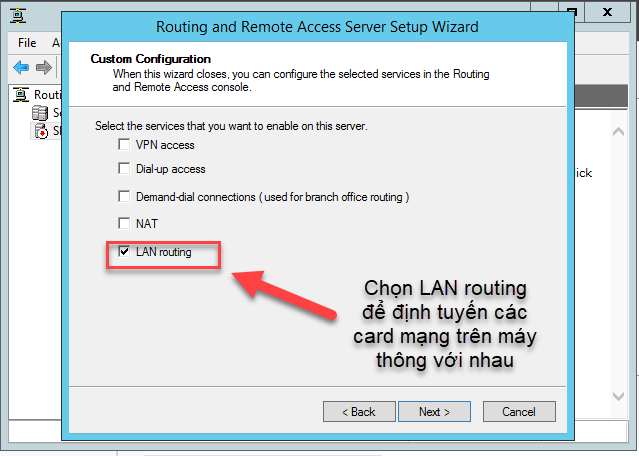 Routing and Remote Access Server Setup Wizard
X
File
A
Custom Configuration
When this wizard closes, you can configure the selected services in the Routing
and Remote Access console.
Routi
Se
Select the services that you want to enable on this server.
VPN access
Dial-up access
ick
Demand-dial connections ( used for branch office routing )
NAT
LAN routing
Chọn LAN routing
để định tuyến các
card mạng trên máy
thông với nhau
< Back
Next >
Cancel